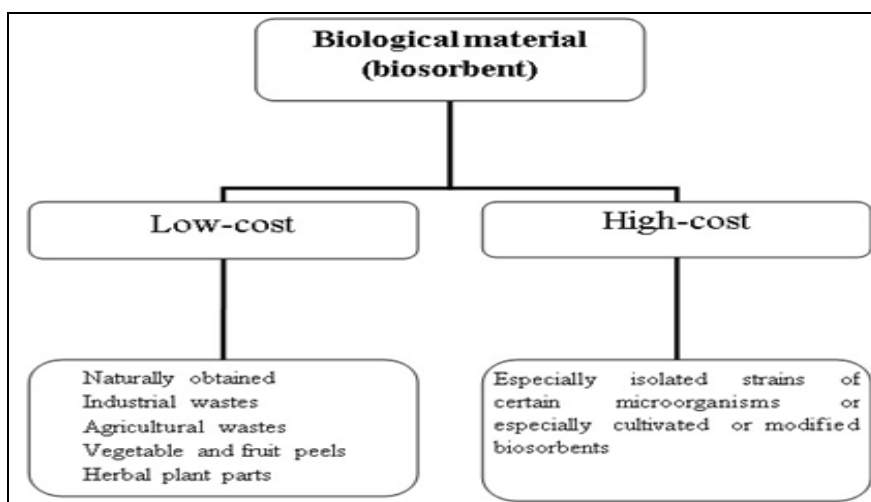 Biological material
(biosorbent)
Low-cost
High-cost
Naturally obtained
Industrial wastes
Agricultural wastes
Vegetable and fruit peels
Herbal plant parts
Especially isolated strains of
certain microorganisms or
especially cultivated or modified
biosorbents